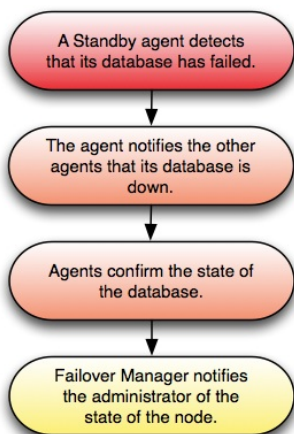 A Standby agent detects
that its database has failed.
The agent notifies the other
agents that its database is
down.
Agents confirm the state of
the database.
Failover Manager notifies
the administrator of the
state of the node.